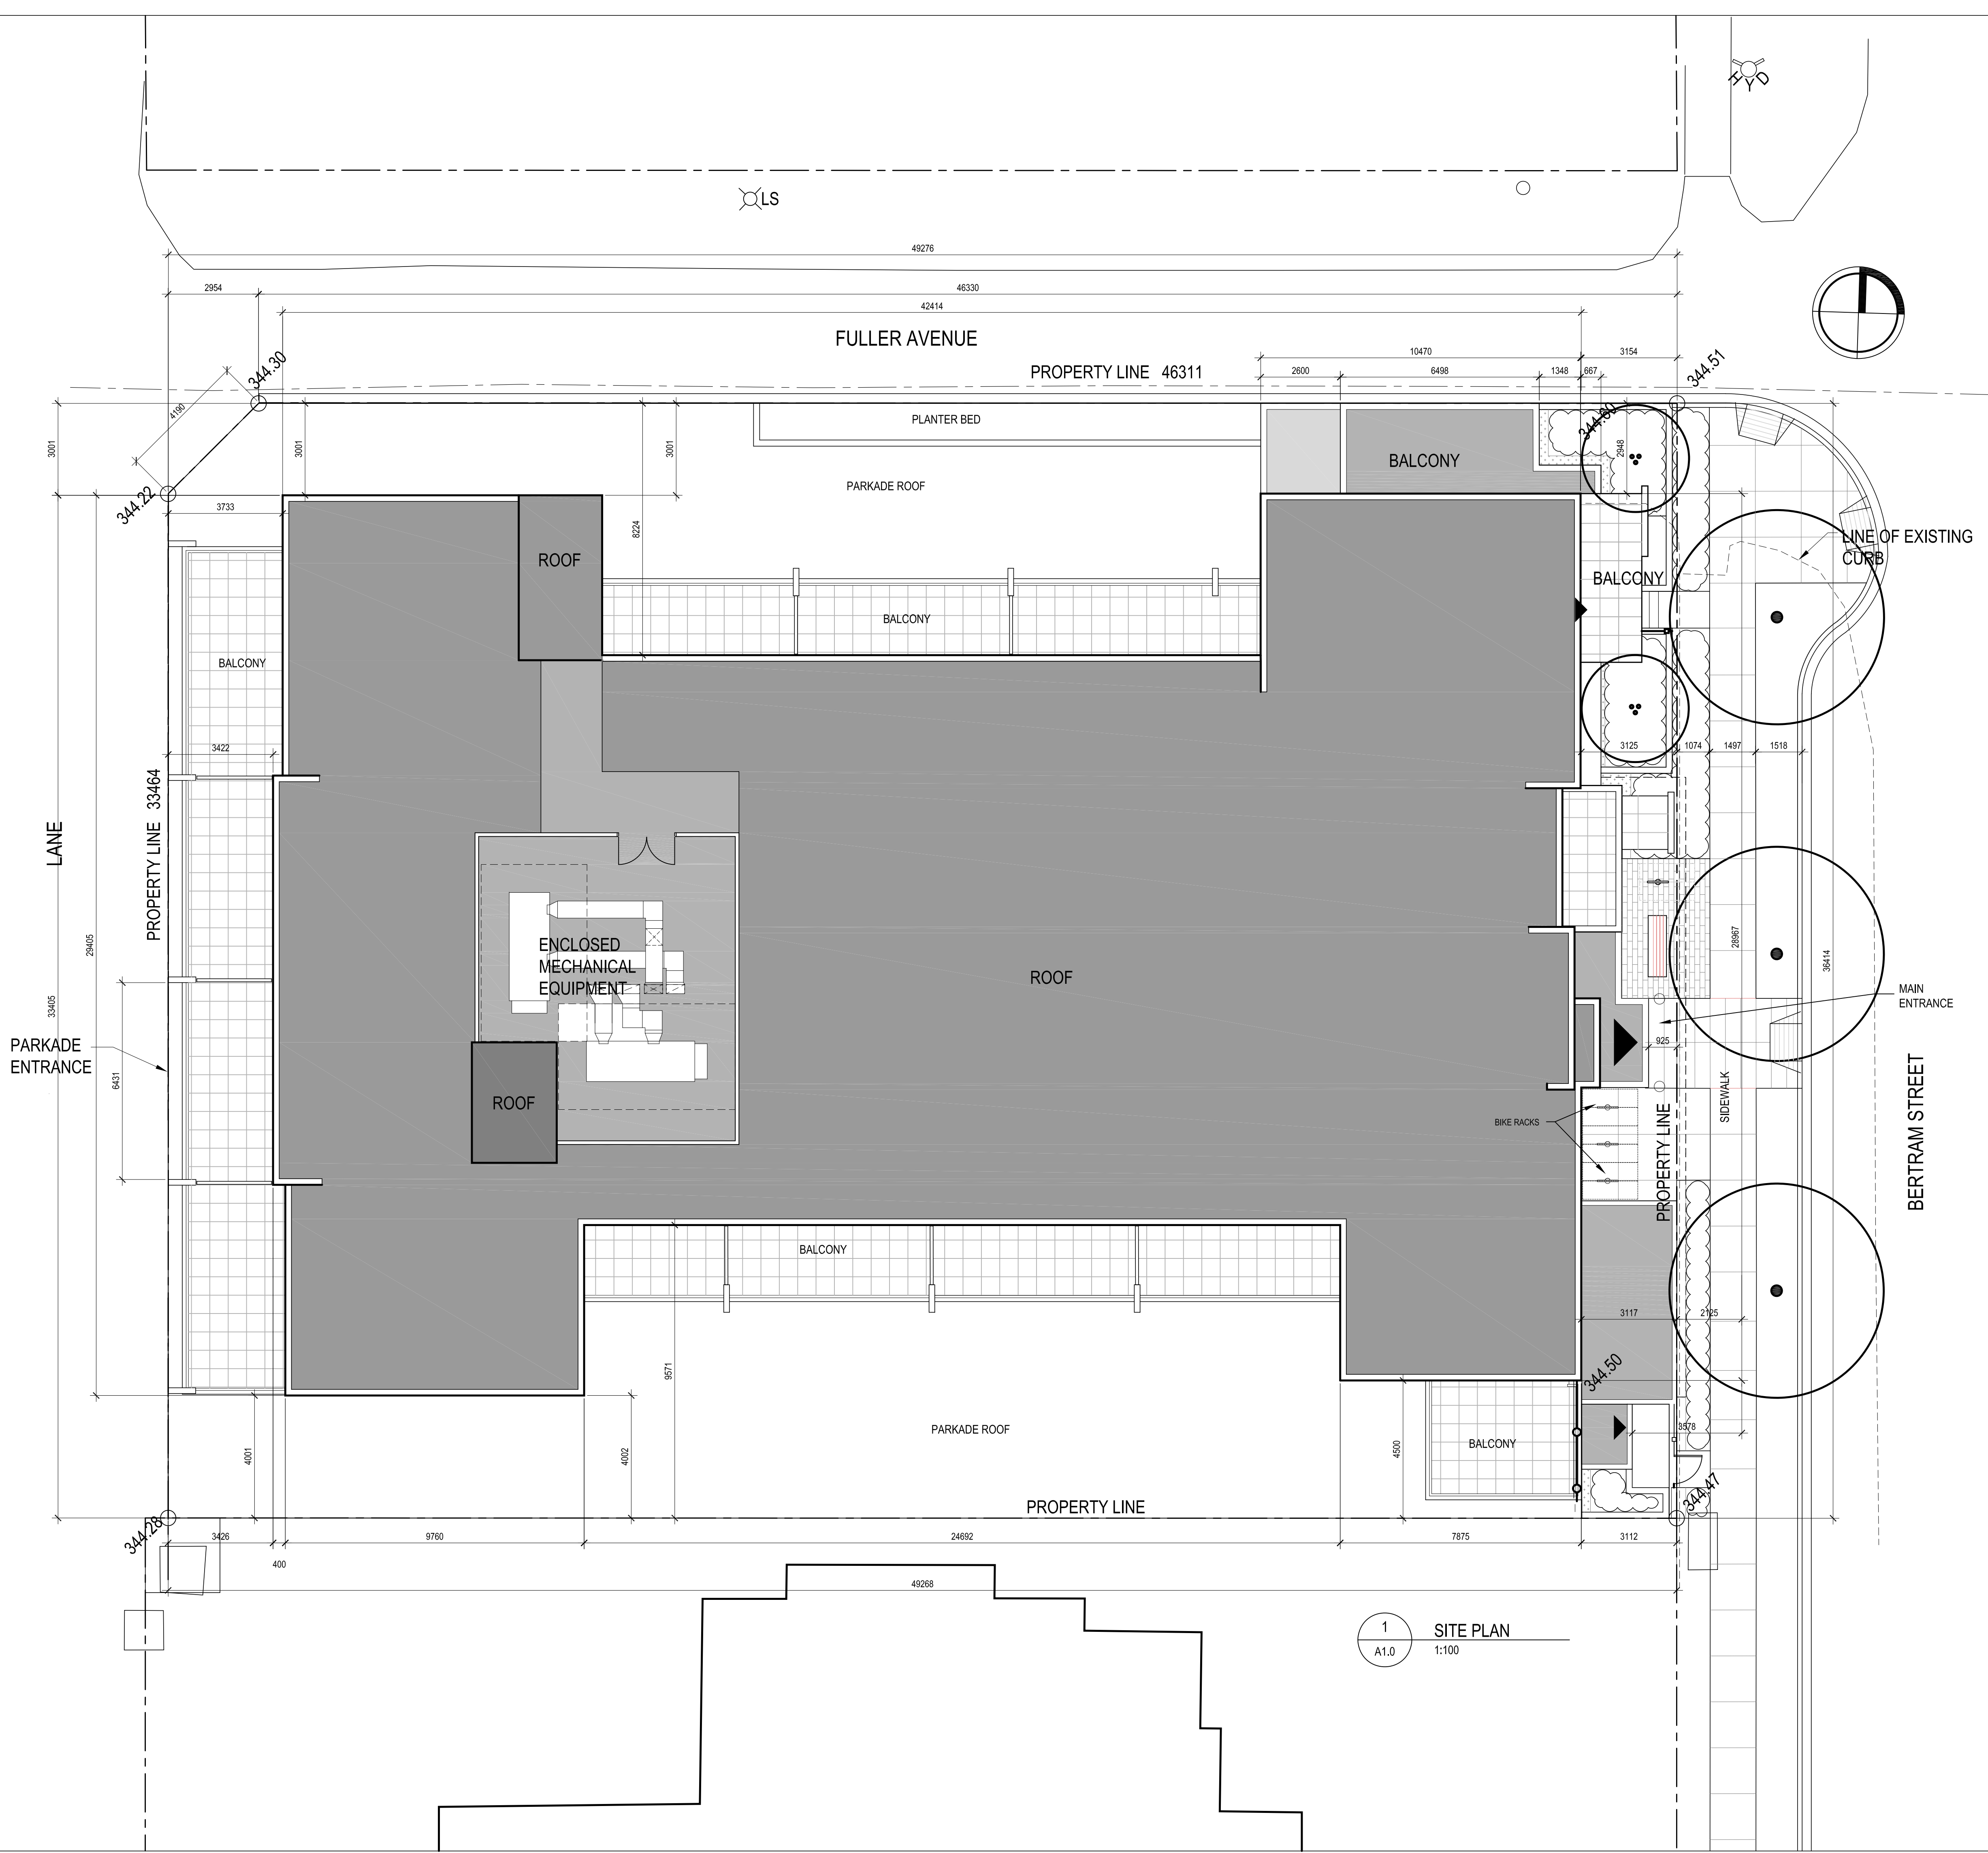 HYD
LS
49276
2954
46330
42414
FULLER AVENUE
10470
3154
PROPERTY LINE 46311
2600
6498
1348
667
344.30
344.51
4190
344.60
PLANTER BED
3001
3001
3001
2948
BALCONY
PARKADE ROOF
344.22
3733
8224
ROOF
LINE OF EXISTING
CURB
BALCONY
BALCONY
BALCONY
3422
3125
1074
1497
1518
PROPERTY LINE 33464
LANE
29405
33405
ENCLOSED
MECHANICAL
EQUIPMENT
ROOF
28967
36414
MAIN
ENTRANCE
PARKADE
ENTRANCE
925
6431
ROOF
BIKE RACKS
SIDEWALK
PROPERTY LINE
BERTRAM STREET
BALCONY
3117
2125
9571
344.50
PARKADE ROOF
4001
4002
4500
BALCONY
3578
344.47
PROPERTY LINE
344.28
3426
9760
24692
7875
3112
400
49268
1
A1.0
SITE PLAN
1:100